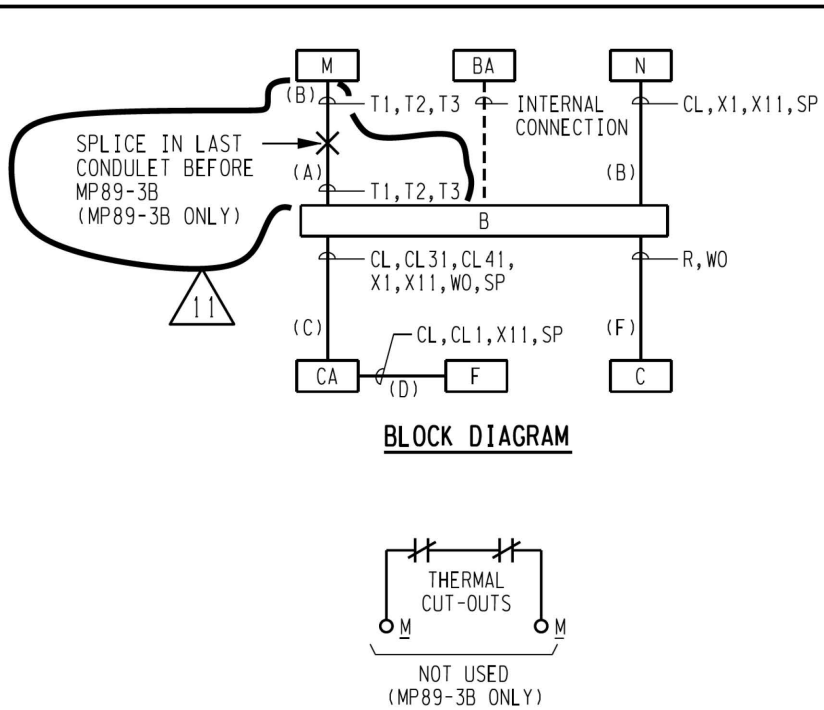 M
BA
N
(B)
T1,T2,T3
INTERNAL
CONNECTION
CL,X1,X11,SP
SPLICE IN LAST
CONDULET BEFORE
MP89-3B
(MP89-3B ONLY)
(A)
(B)
T1,T2,T3
B
CL,CL31,CL41,
X1,X11,WO,SP
R,WO
11
(C)
CL,CL1,X11,SP
(F)
CA
(D)
F
C
BLOCK DIAGRAM
THERMAL
CUT-OUTS
M
M
NOT USED
(MP89-3B ONLY)